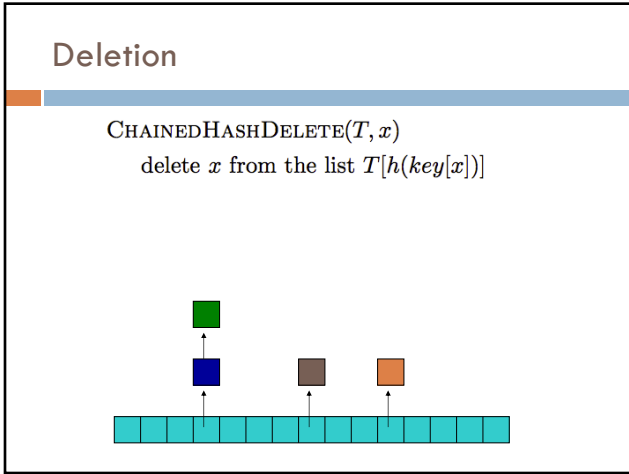 Deletion
CHAINEDHASHDELETE(T, x)
delete x from the list T[h(key[x])]